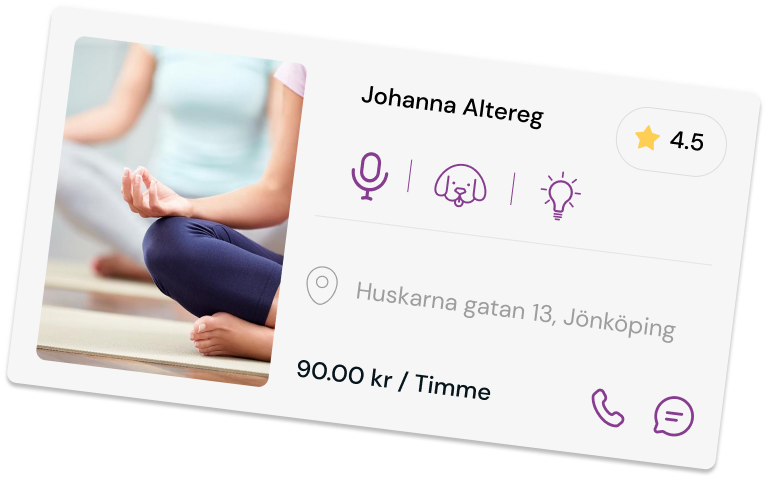 Johanna Altereg
4.5
Huskarna gatan 13, Jönköping
90.00 kr / Timme